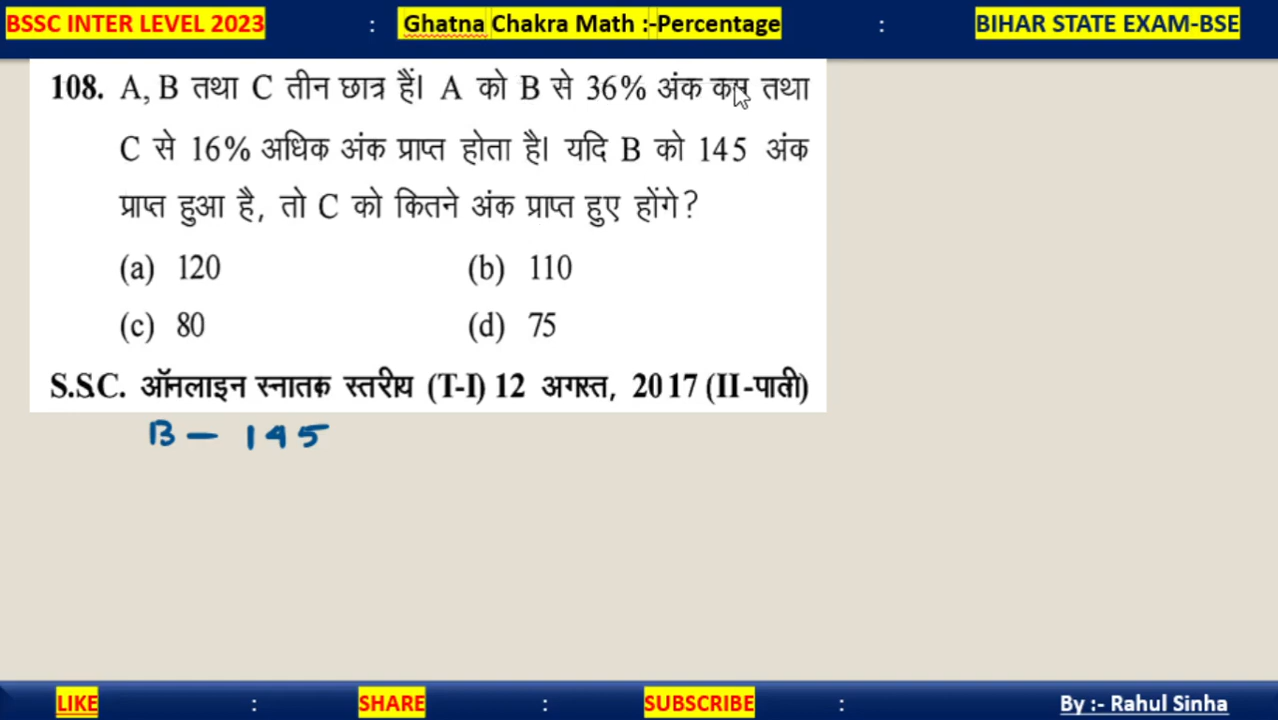 BSSC INTER LEVEL 2023 : Ghatna Chakra Math :-Percentage : BIHAR STATE EXAM-BSE
108. A, B तथा C तीन छात्र हैं। A को B से 36% अंक कम तथा
C से 16% अधिक अंक प्राप्त होता है। यदि B को 145 अंक
प्राप्त हुआ है, तो C को कितने अंक प्राप्त हुए होंगे?
(a) 120 (b) 110
(c) 80 (d) 75
S.S.C. ऑनलाइन स्नातक स्तरीय (T-I) 12 अगस्त, 2017 (II-पाली)
B – 145
LIKE : SHARE : SUBSCRIBE : By :- Rahul Sinha